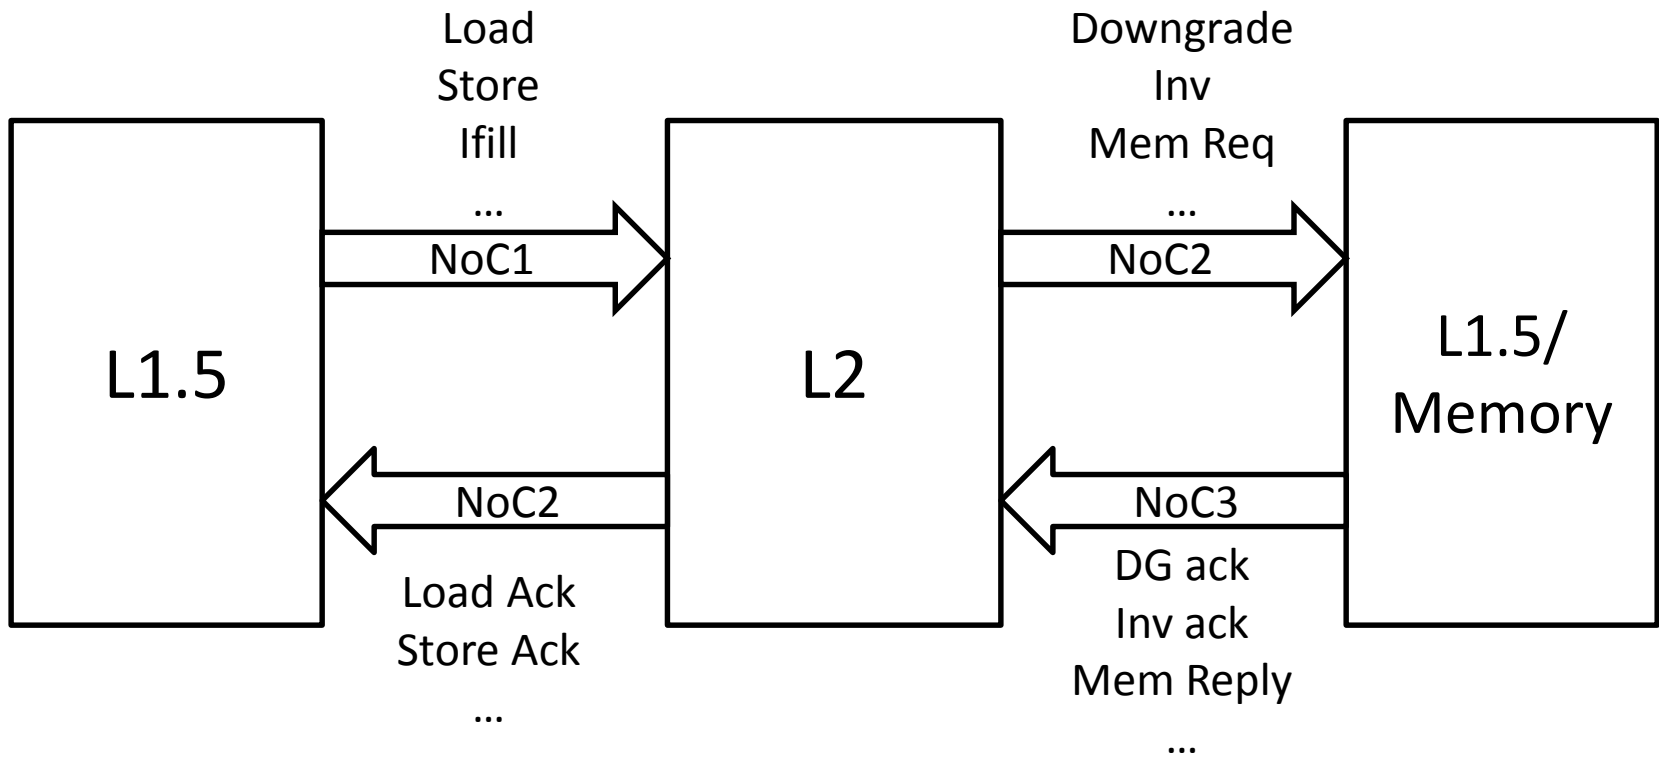 Load
Store
Ifill
...
NoC1
Downgrade
Inv
Mem Req
...
NoC2
L1.5
L2
L1.5/
Memory
NoC2
Load Ack
Store Ack
...
NoC3
DG ack
Inv ack
Mem Reply
...